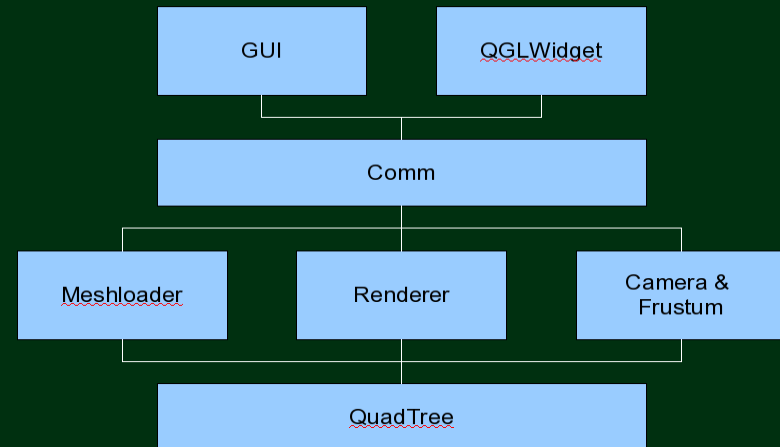 GUI
QGLWidget
Comm
Meshloader
Renderer
Camera &
Frustum
QuadTree